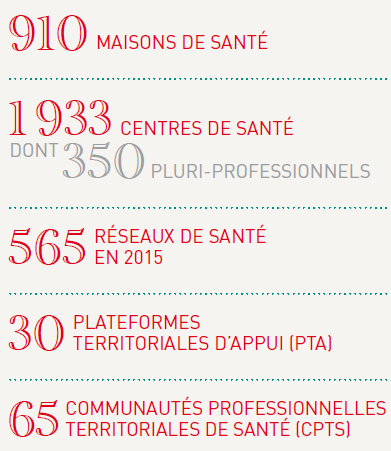 910 MAISONS DE SANTÉ
1 933 CENTRES DE SANTÉ
DONT 350 PLURI-PROFESSIONNELS
565 RÉSEAUX DE SANTÉ
EN 2015
30 PLATEFORMES
TERRITORIALES D'APPUI (PTA)
65 COMMUNAUTÉS PROFESSIONNELLES
TERRITORIALES DE SANTÉ (CPTS)